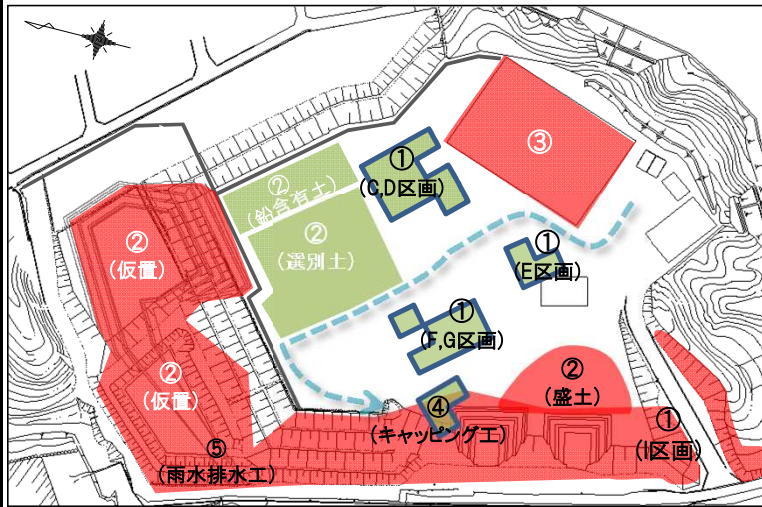 ①
(C,D区画)
③
②
(鉛含有土)
②
(仮置)
②
(選別土)
①
(E区画)
①
(F,G区画)
②
(仮置)
②
(盛土)
④
(キャッピング工)
①
(I区画)
⑤
(雨水排水工)